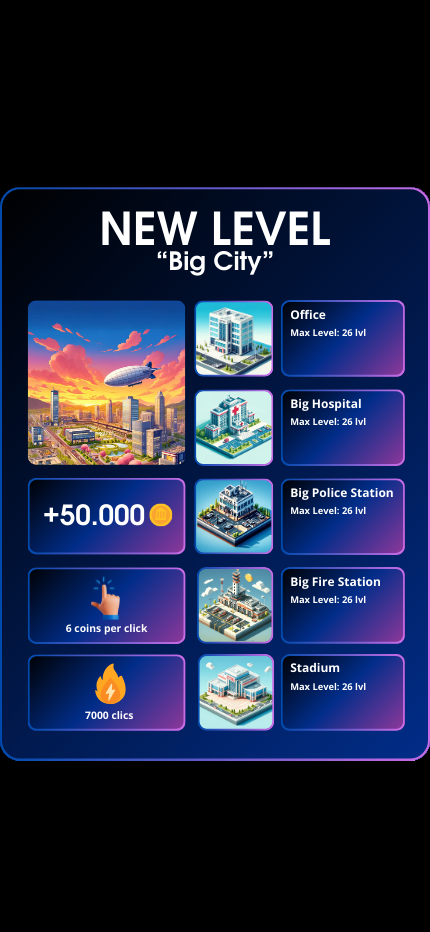 NEW LEVEL
“Big City”
Office
Max Level: 26 lvl
Big Hospital
Max Level: 26 lvl
+50.000
Big Police Station
Max Level: 26 lvl
6 coins per click
Big Fire Station
Max Level: 26 lvl
7000 clics
Stadium
Max Level: 26 lvl